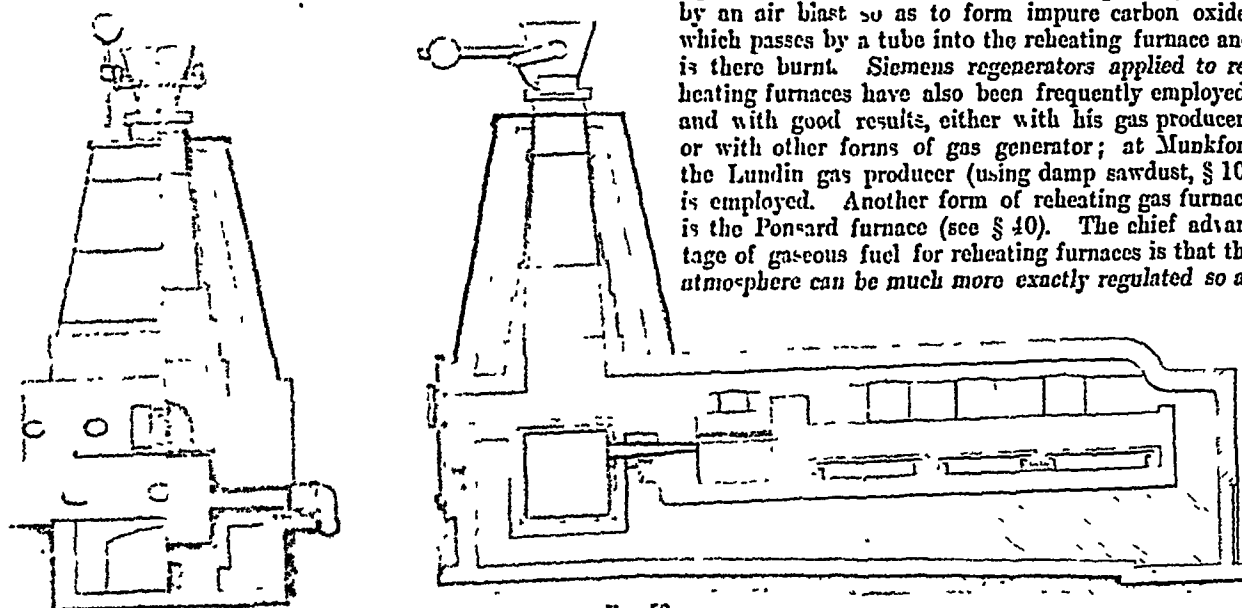 by an air blast so as to form impure carbon oxide
which passes by a tube into the reheating furnace an
is there burnt. Siemens regenerators applied to re
heating furnaces have also been frequently employed
and with good results, either with his gas producer
or with other forms of gas generator; at Munkfor
the Lundin gas producer (using damp sawdust, § 10
is employed. Another form of reheating gas furnac
is the Ponsard furnace (see § 40). The chief advan
tage of gaseous fuel for reheating furnaces is that th
atmosphere can be much more exactly regulated so a